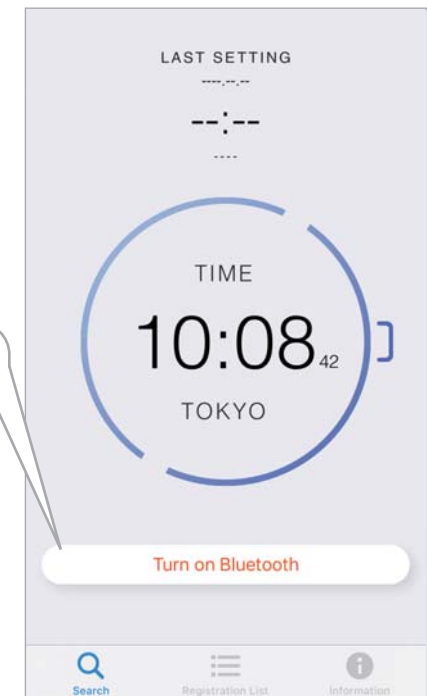 LAST SETTING
----.--.--
--:--
----
TIME
10:08 42
TOKYO
Turn on Bluetooth
Search
Registration List
Information